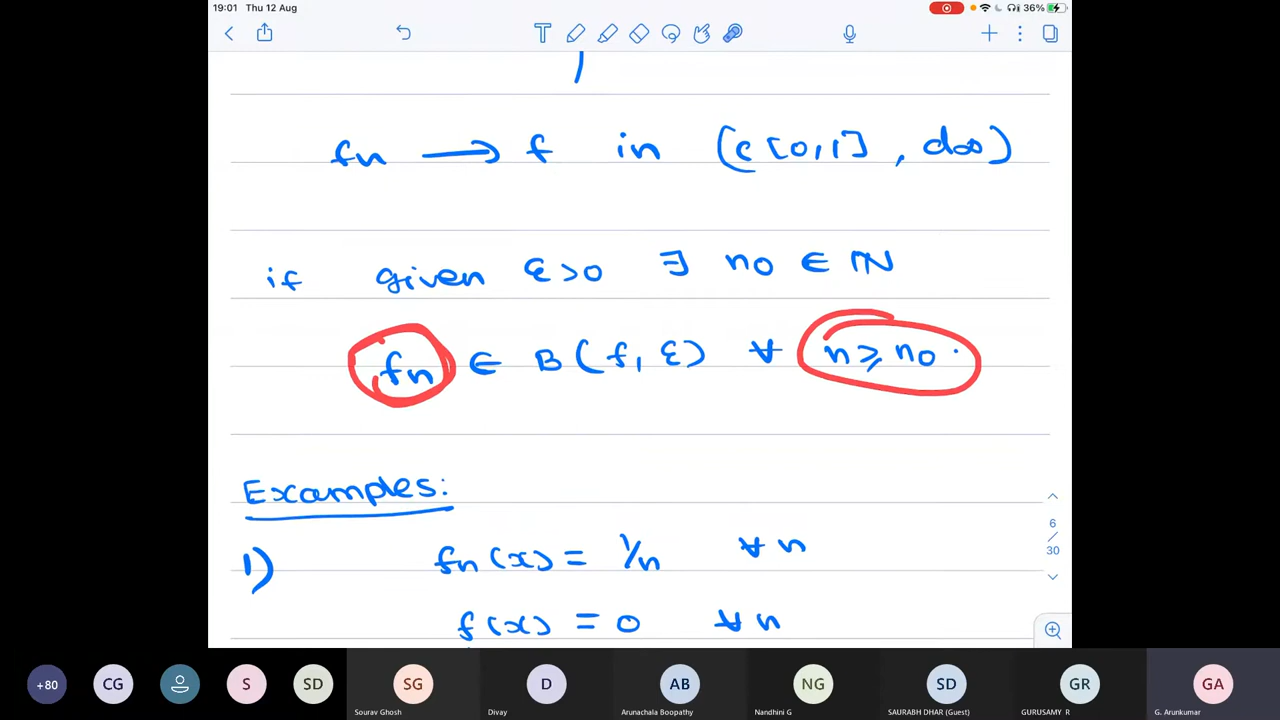 19:01 Thu 12 Aug
36%
fn ⟶ f in (C[0,1], d∞)
if given ε>0 ∃ n0 ∈ ℕ
fn ∈ B(f, ε) ∀ n ≥ n0.
Examples:
1) fn(x) = 1/n ∀ n
f(x) = 0 ∀ n
6
/
30
+80 CG S SD SG D AB NG SD GR GA
Sourav Ghosh Divay Arunachala Boopathy Nandhini G SAURABH DHAR (Guest) GURUSAMY R G. Arunkumar